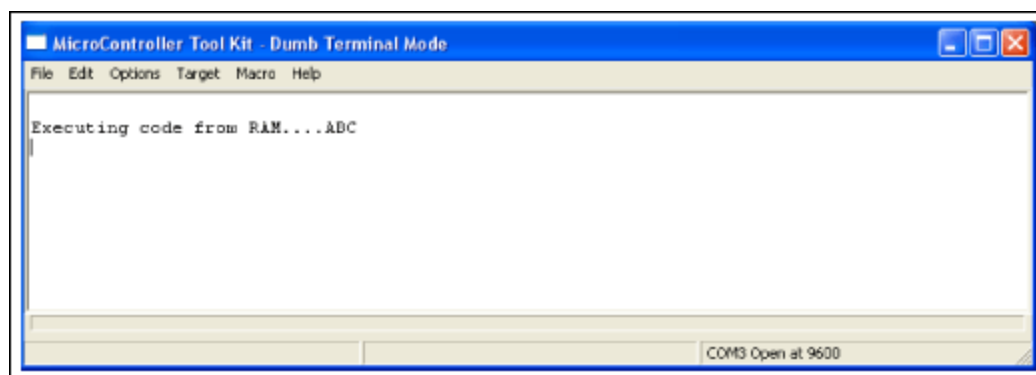 MicroController Tool Kit - Dumb Terminal Mode
File Edit Options Target Macro Help
Executing code from RAM....ABC
COM3 Open at 9600